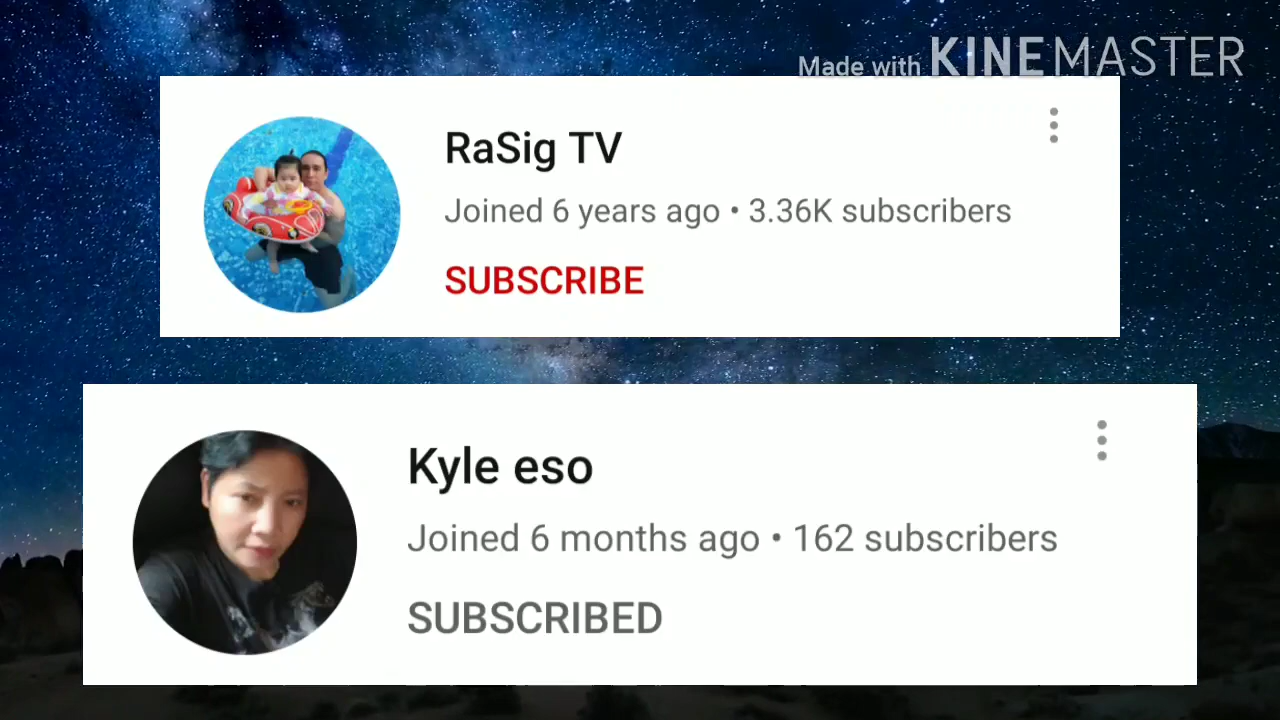 Made with KINEMASTER
RaSig TV
Joined 6 years ago • 3.36K subscribers
SUBSCRIBE
Kyle eso
Joined 6 months ago • 162 subscribers
SUBSCRIBED